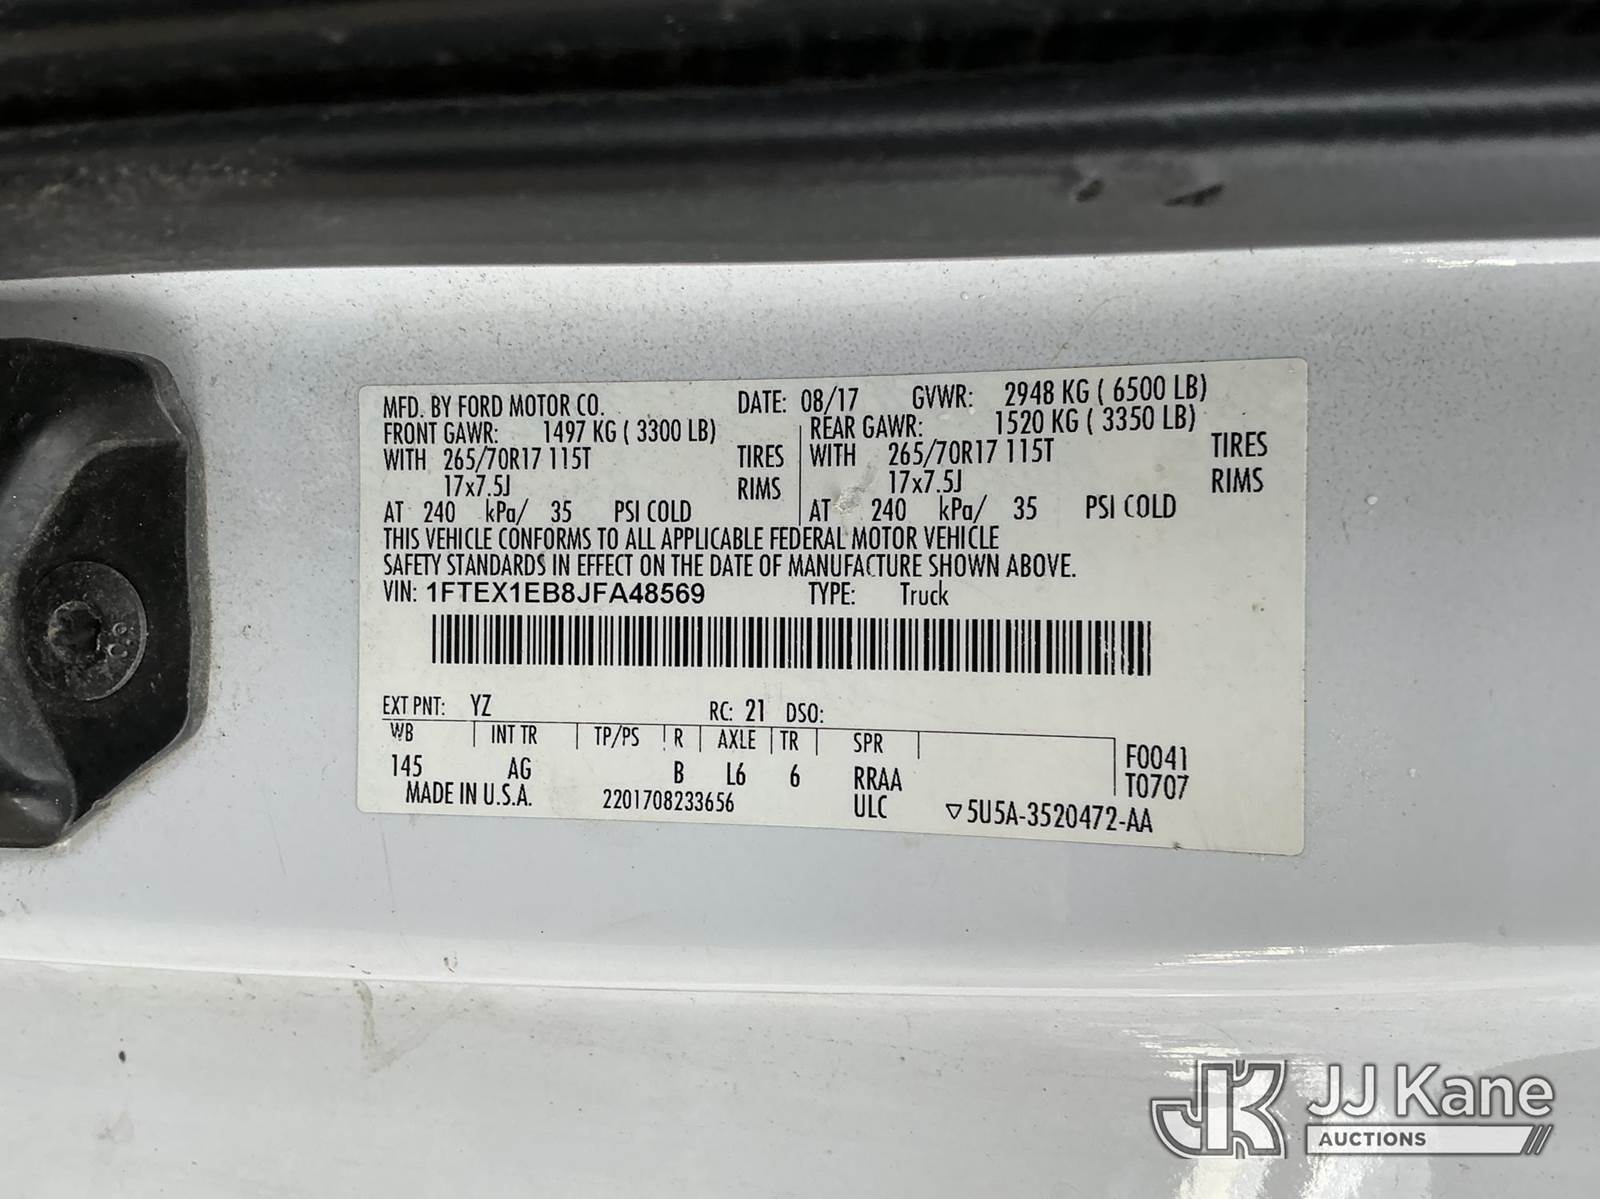 MFD. BY FORD MOTOR CO. DATE: 08/17 GVWR: 2948 KG ( 6500 LB)
FRONT GAWR: 1497 KG ( 3300 LB) REAR GAWR: 1520 KG ( 3350 LB)
WITH 265/70R17 115T TIRES WITH 265/70R17 115T TIRES
17x7.5J RIMS 17x7.5J RIMS
AT 240 kPa/ 35 PSI COLD AT 240 kPa/ 35 PSI COLD
THIS VEHICLE CONFORMS TO ALL APPLICABLE FEDERAL MOTOR VEHICLE
SAFETY STANDARDS IN EFFECT ON THE DATE OF MANUFACTURE SHOWN ABOVE.
VIN: 1FTEX1EB8JFA48569 TYPE: Truck
EXT PNT: YZ RC: 21 DSO:
WB INT TR TP/PS R AXLE TR SPR
145 AG B L6 6 RRAA F0041
T0707
MADE IN U.S.A. 2201708233656 ULC ▽5U5A-3520472-AA
JK JJ Kane
AUCTIONS